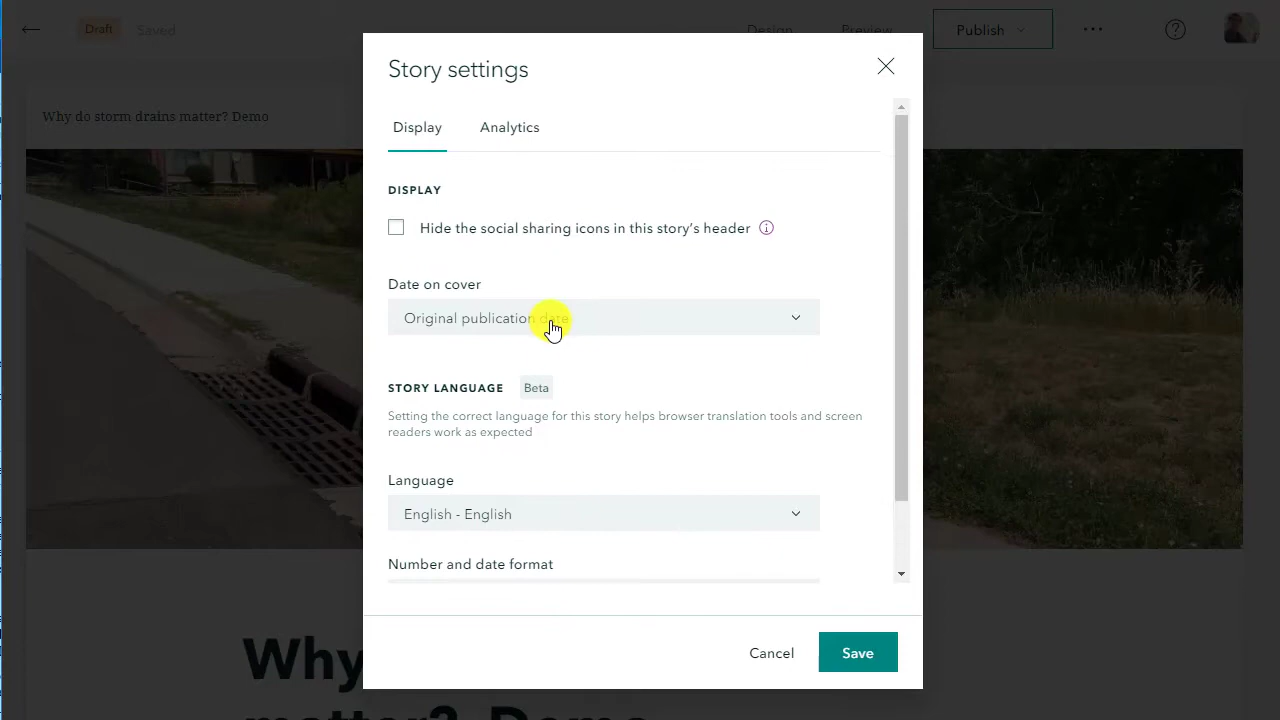 Draft
Saved
Design
Preview
Publish
Why do storm drains matter? Demo
Story settings
Display
Analytics
DISPLAY
Hide the social sharing icons in this story's header
Date on cover
Original publication date
STORY LANGUAGE
Beta
Setting the correct language for this story helps browser translation tools and screen
readers work as expected
Language
English - English
Number and date format
Cancel
Save
Why
matter? Demo